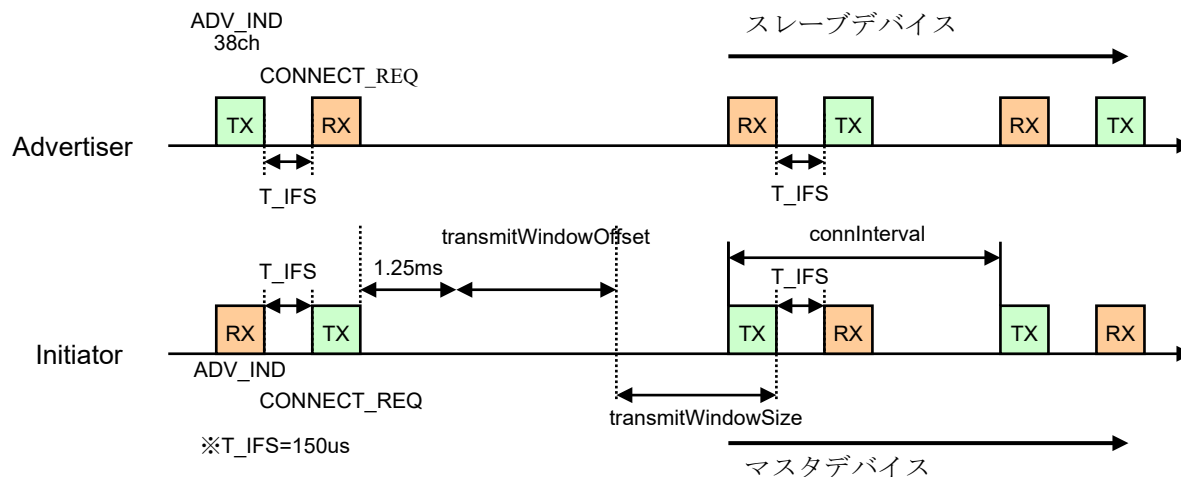 ADV_IND
38ch
スレーブデバイス
CONNECT_REQ
TX
RX
RX
TX
RX
TX
Advertiser
T_IFS
T_IFS
transmitWindowOffset
connInterval
T_IFS
1.25ms
T_IFS
RX
TX
TX
RX
TX
RX
Initiator
ADV_IND
CONNECT_REQ
transmitWindowSize
※T_IFS=150us
マスタデバイス